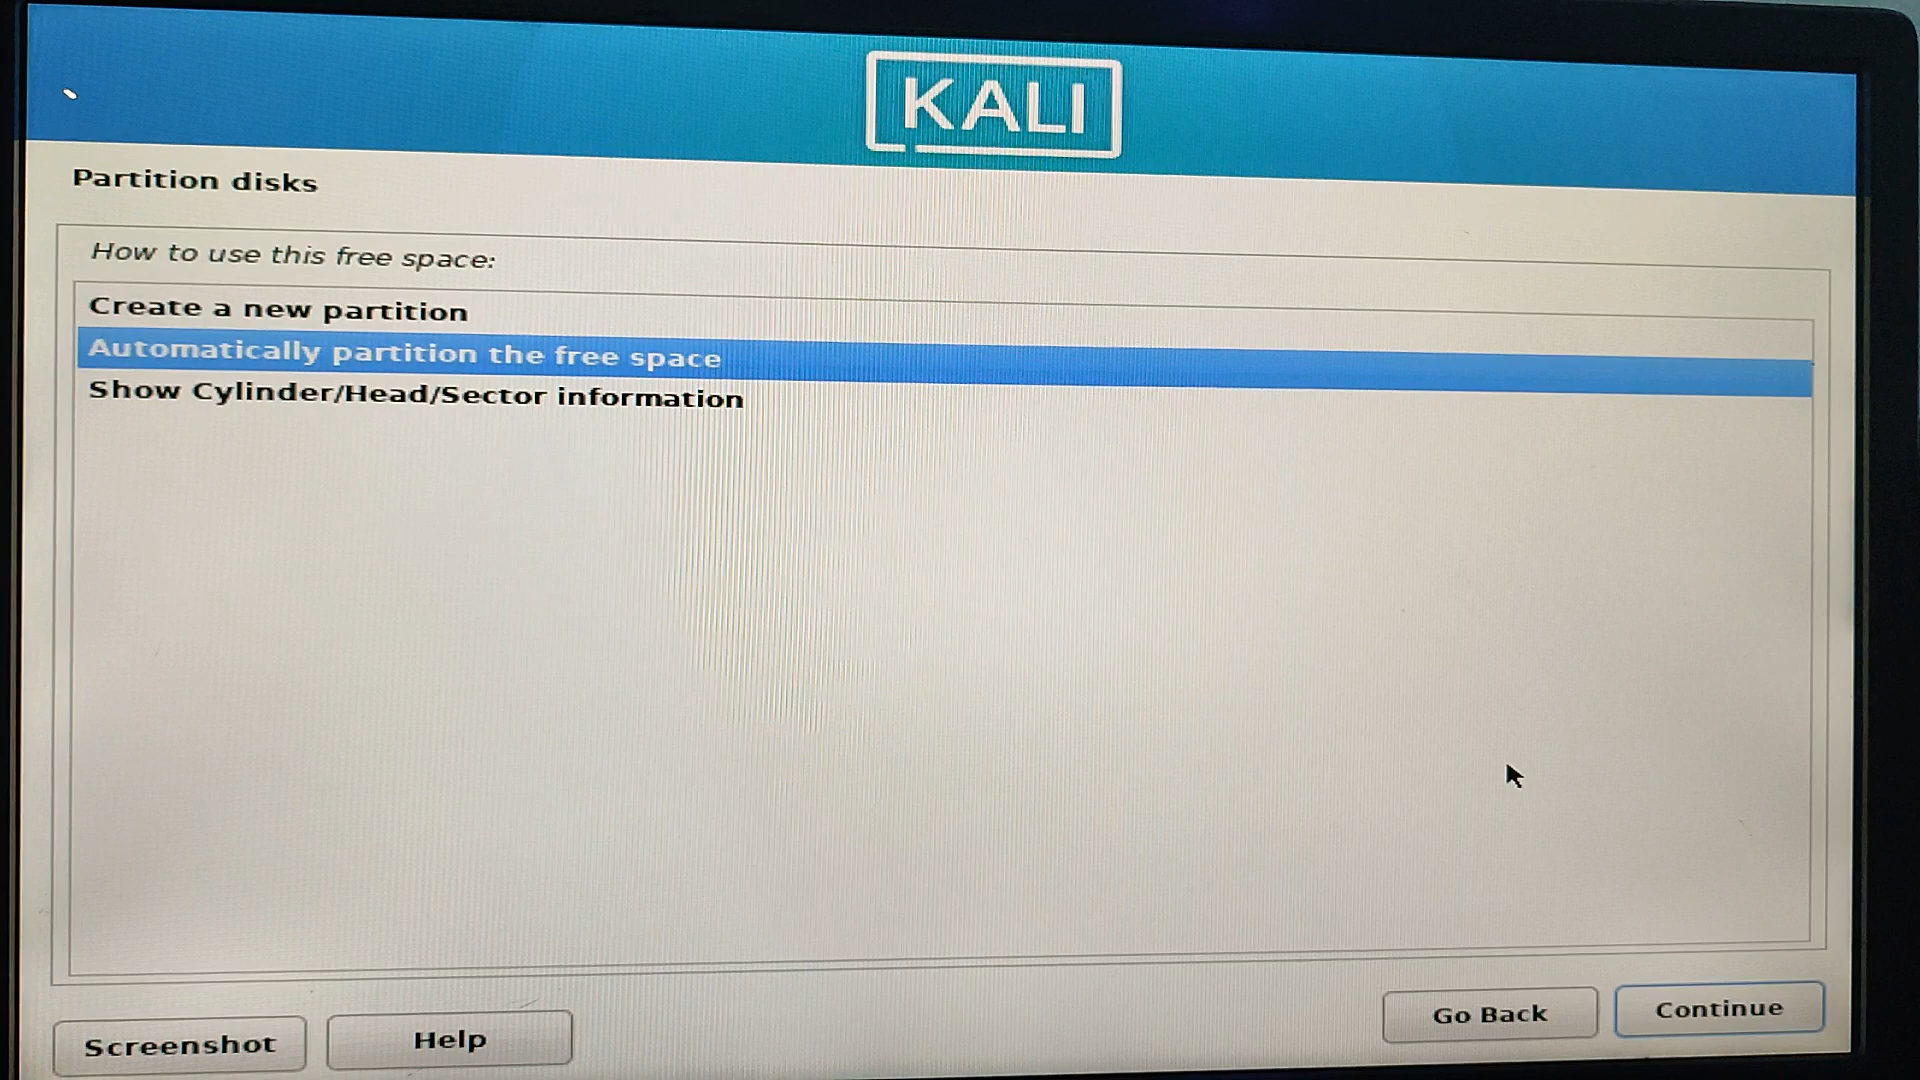 KALI
Partition disks
How to use this free space:
Create a new partition
Automatically partition the free space
Show Cylinder/Head/Sector information
Screenshot
Help
Go Back
Continue